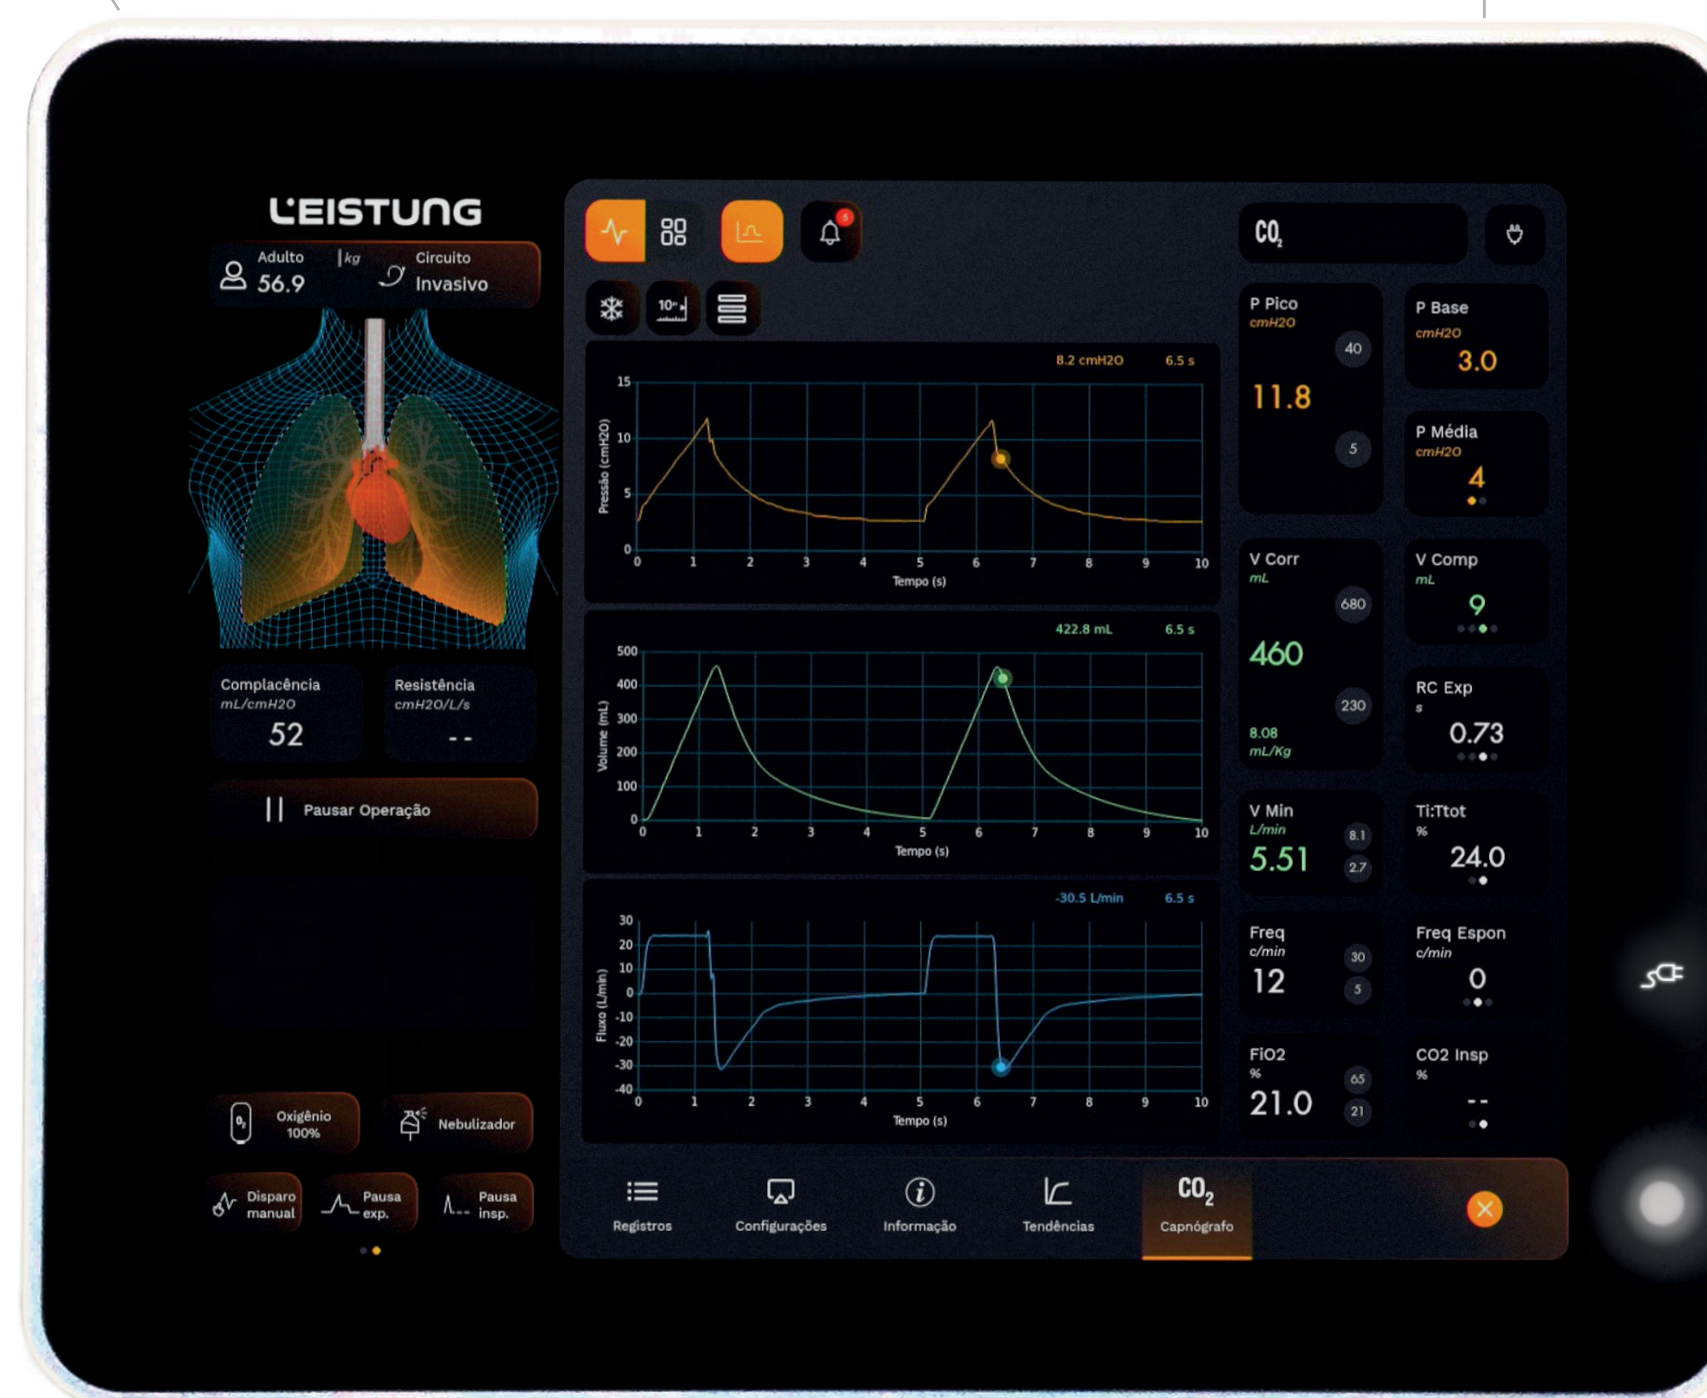 LEISTUNG
Adulto
56.9
kg
Circuito
Invasivo
Complacência
mL/cmH2O
52
Resistência
cmH2O/L/s
--
Pausar Operação
O2
Oxigênio
100%
Nebulizador
Disparo
manual
Pausa
exp.
Pausa
insp.
5
10"
8.2 cmH2O 6.5 s
Pressão (cmH2O)
15
10
5
0
0 1 2 3 4 5 6 7 8 9 10
Tempo (s)
422.8 mL 6.5 s
Volume (mL)
500
400
300
200
100
0
0 1 2 3 4 5 6 7 8 9 10
Tempo (s)
-30.5 L/min 6.5 s
Fluxo (L/min)
30
20
10
0
-10
-20
-30
-40
0 1 2 3 4 5 6 7 8 9 10
Tempo (s)
CO2
P Pico
cmH2O
40
11.8
5
P Base
cmH2O
3.0
P Média
cmH2O
4
V Corr
mL
680
460
230
8.08
mL/Kg
V Comp
mL
9
RC Exp
s
0.73
V Min
L/min
8.1
5.51
2.7
Ti:Ttot
%
24.0
Freq
c/min
30
12
5
Freq Espon
c/min
0
FiO2
%
65
21.0
21
CO2 Insp
%
--
Registros
Configurações
i
Informação
Tendências
CO2
Capnógrafo